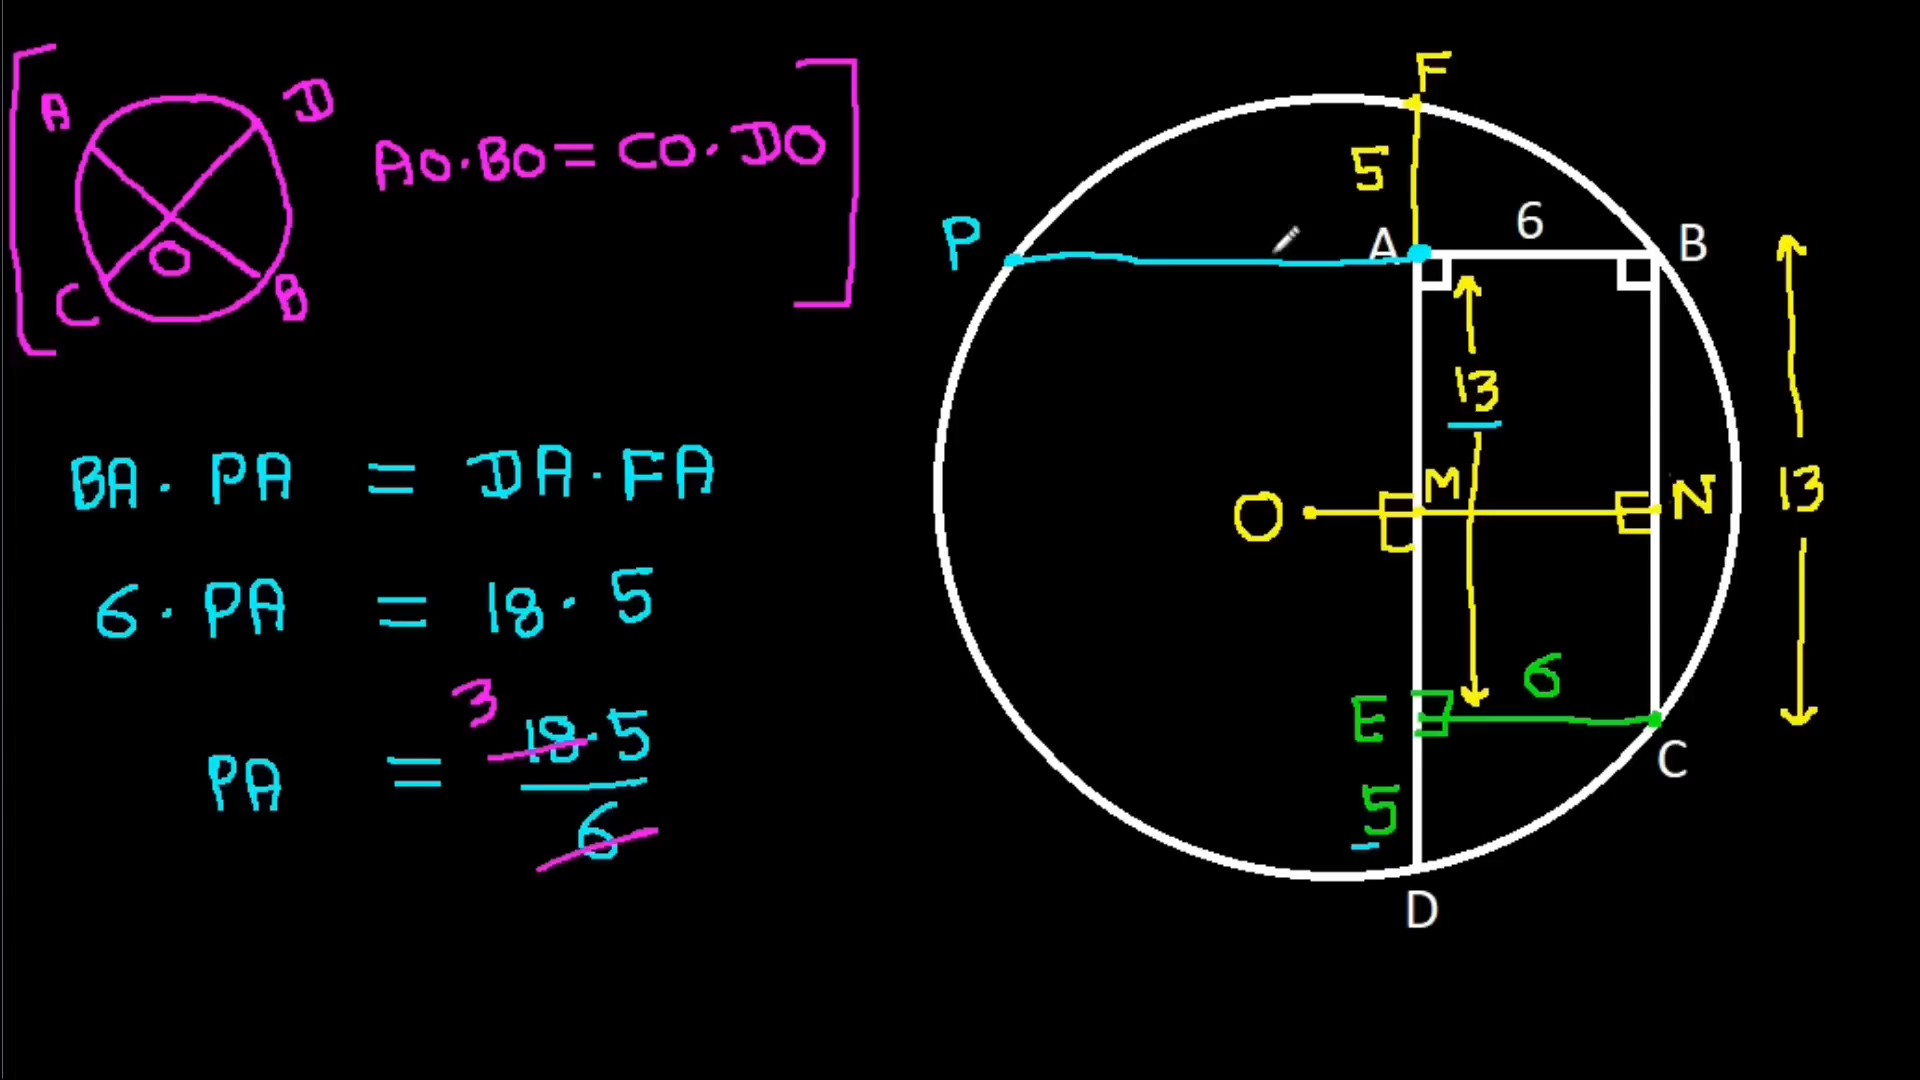 A D
AO·BO = CO·DO
O
C B
BA · PA = DA · FA
6 · PA = 18 · 5
3
PA = 18·5
6
F
5
6
P A B
13
O M N 13
E 6
C
5
D